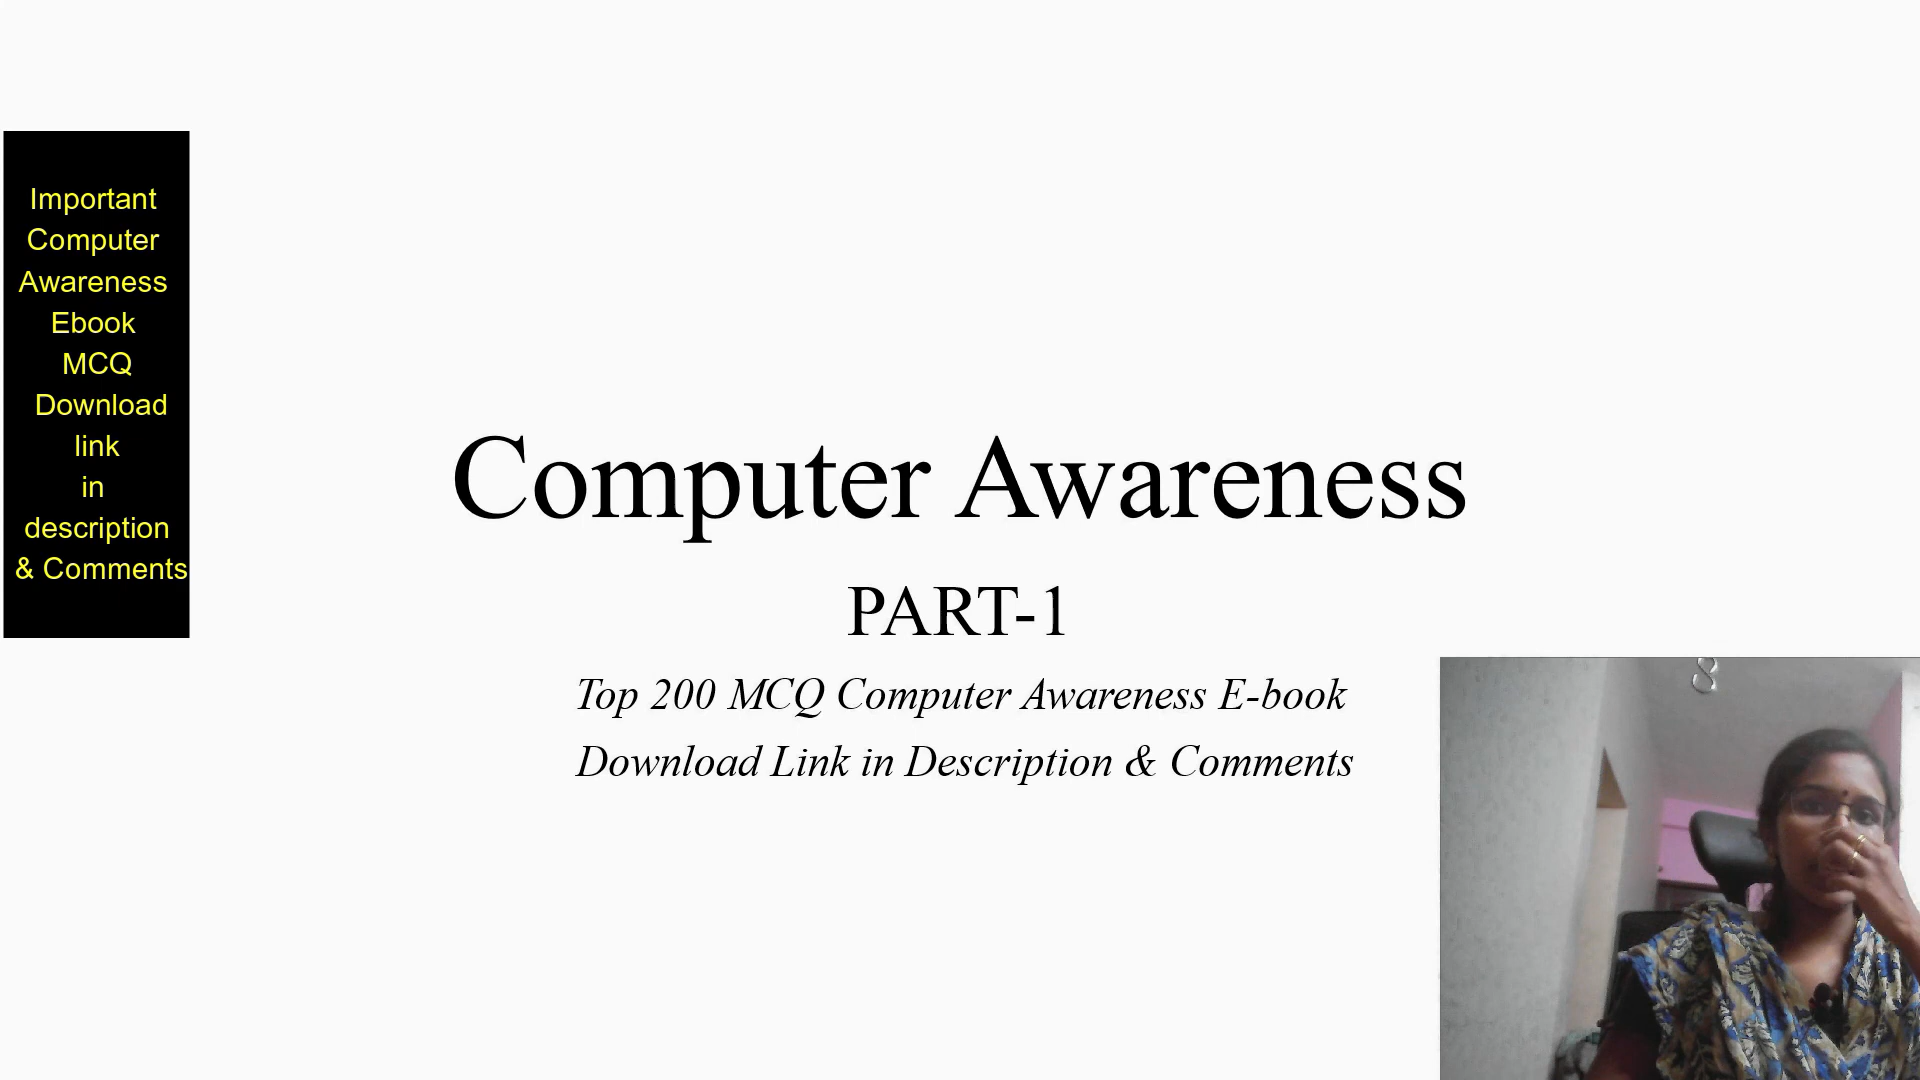 Important
Computer
Awareness
Ebook
MCQ
Download
link
in
description
& Comments
Computer Awareness
PART-1
Top 200 MCQ Computer Awareness E-book
Download Link in Description & Comments